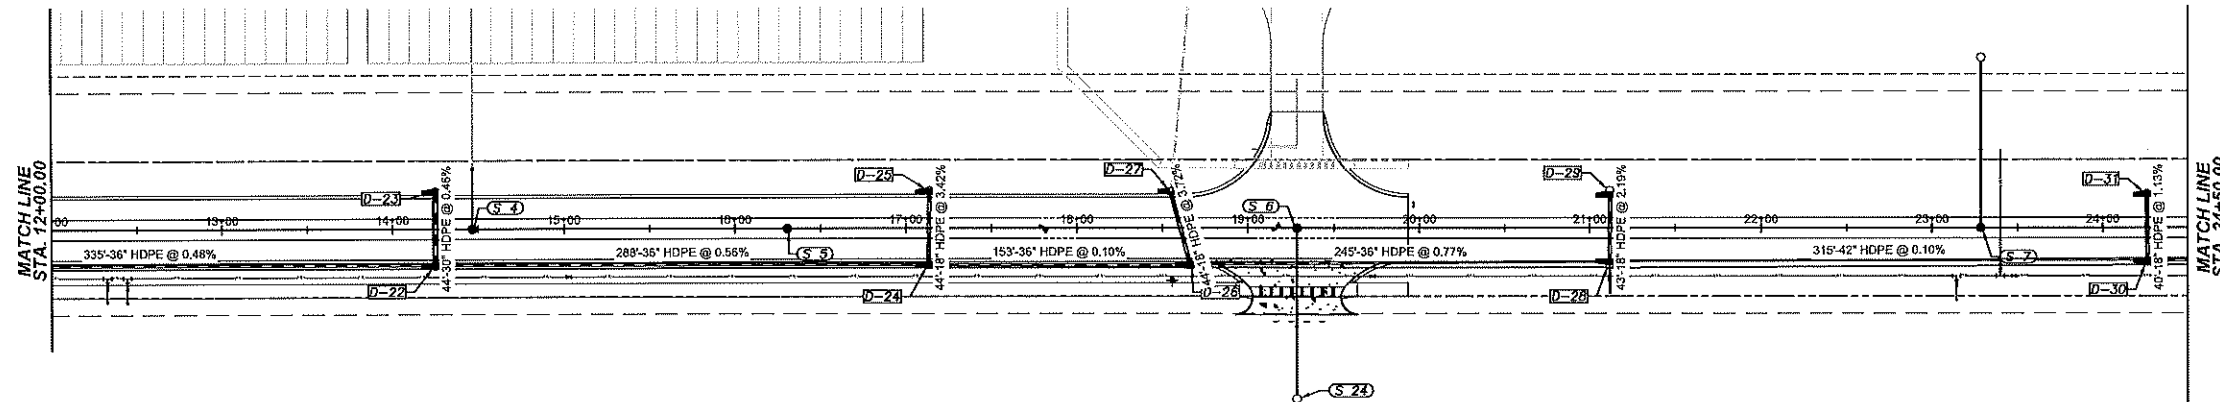 MATCH LINE
STA. 12+00.00
00
13+00
14+00
15+00
16+00
17+00
18+00
19+00
20+00
21+00
22+00
23+00
24+00
D-23
D-25
D-27
D-29
D-31
S 4
S 5
S 6
S 7
S 24
335'-36" HDPE @ 0.48%
288'-36" HDPE @ 0.56%
153'-36" HDPE @ 0.10%
245'-36" HDPE @ 0.77%
315'-42" HDPE @ 0.10%
44'-30" HDPE @ 0.46%
44'-18" HDPE @ 3.42%
44'-18" HDPE @ 3.72%
43'-18" HDPE @ 2.19%
40'-18" HDPE @ 1.13%
D-22
D-24
D-26
D-28
D-30
MATCH LINE
STA. 24+50.00